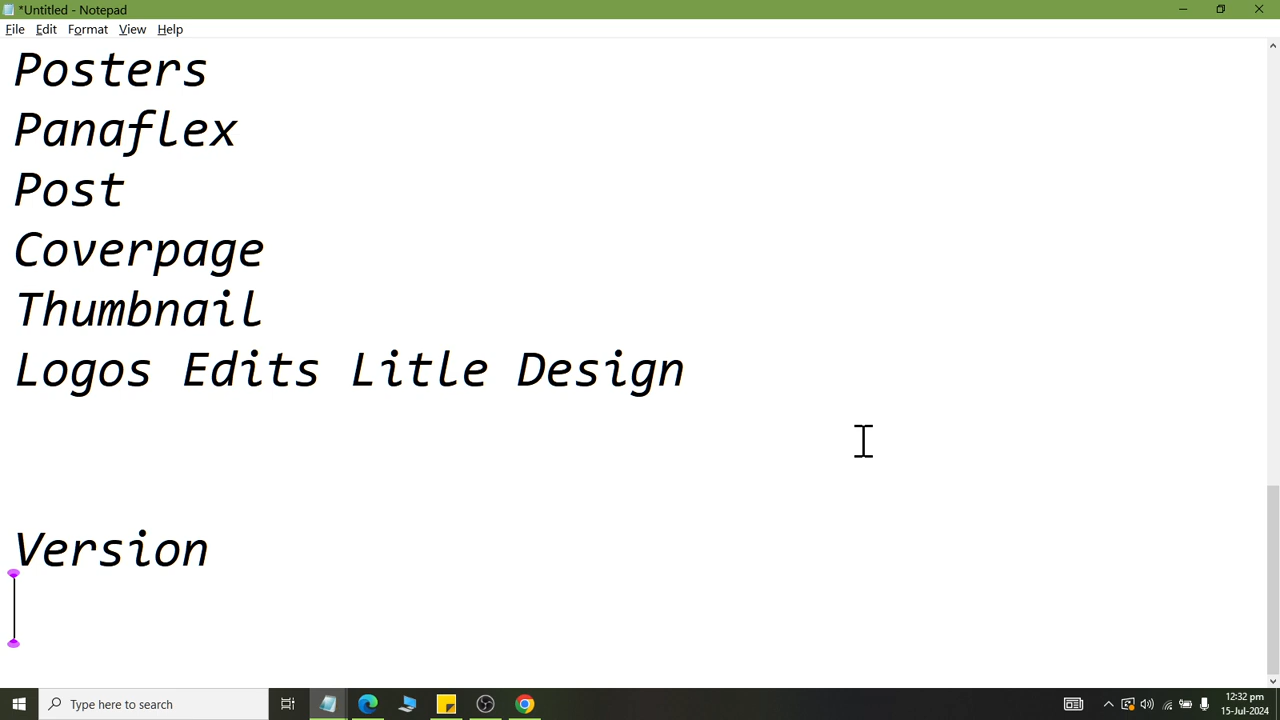 *Untitled - Notepad
File Edit Format View Help
Posters
Panaflex
Post
Coverpage
Thumbnail
Logos Edits Litle Design
Version
Type here to search
12:32 pm
15-Jul-2024